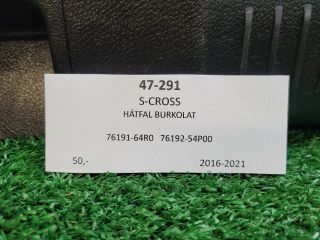 47-291
S-CROSS
HÁTFAL BURKOLAT
76191-64R0 76192-54P00
50,- 2016-2021